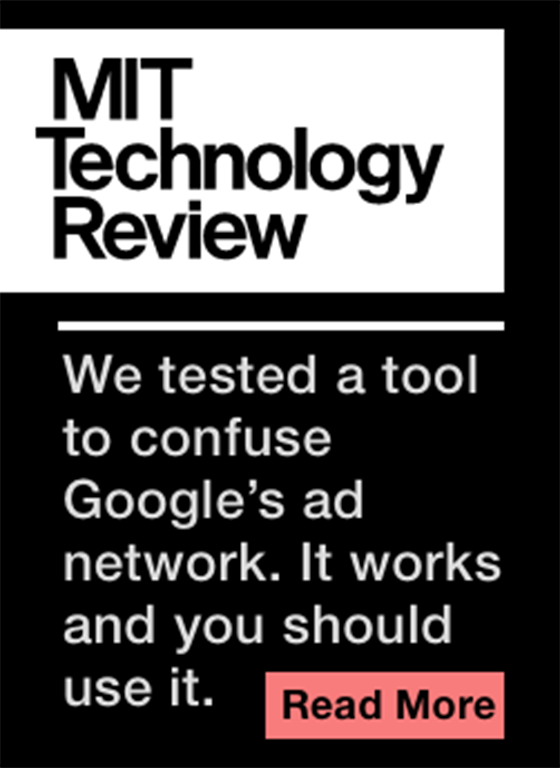 MIT
Technology
Review
We tested a tool
to confuse
Google’s ad
network. It works
and you should
use it.
Read More